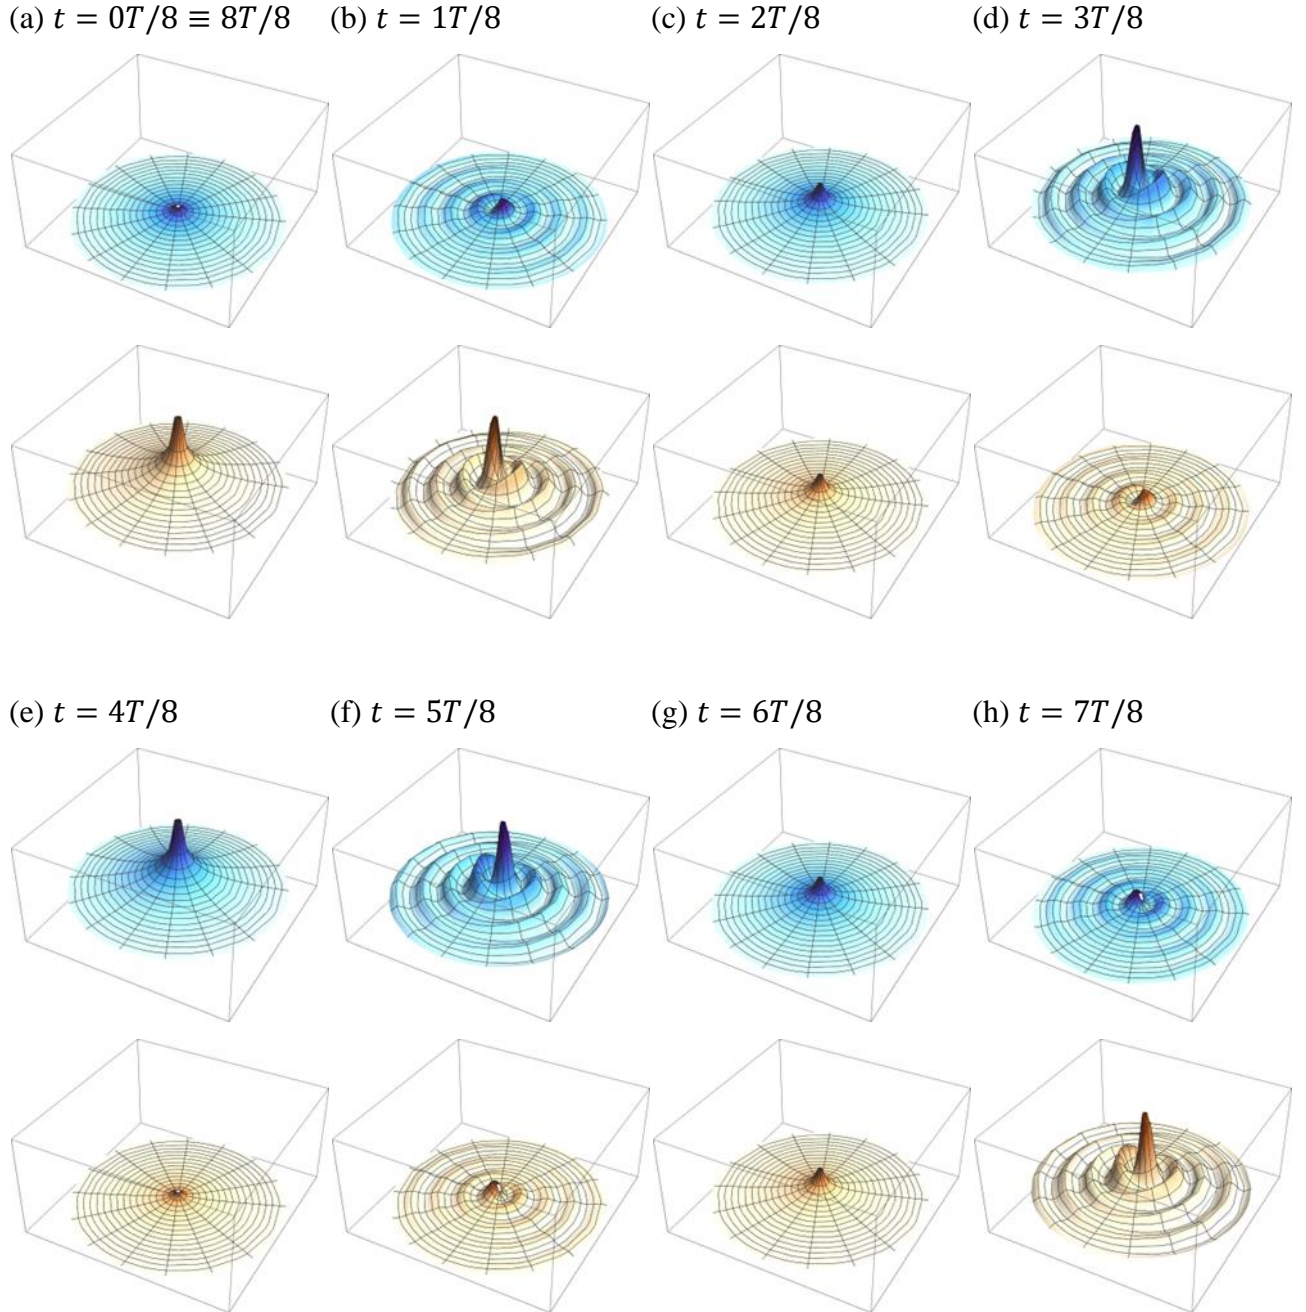 (a) t = 0T/8 ≡ 8T/8 (b) t = 1T/8 (c) t = 2T/8 (d) t = 3T/8
(e) t = 4T/8 (f) t = 5T/8 (g) t = 6T/8 (h) t = 7T/8